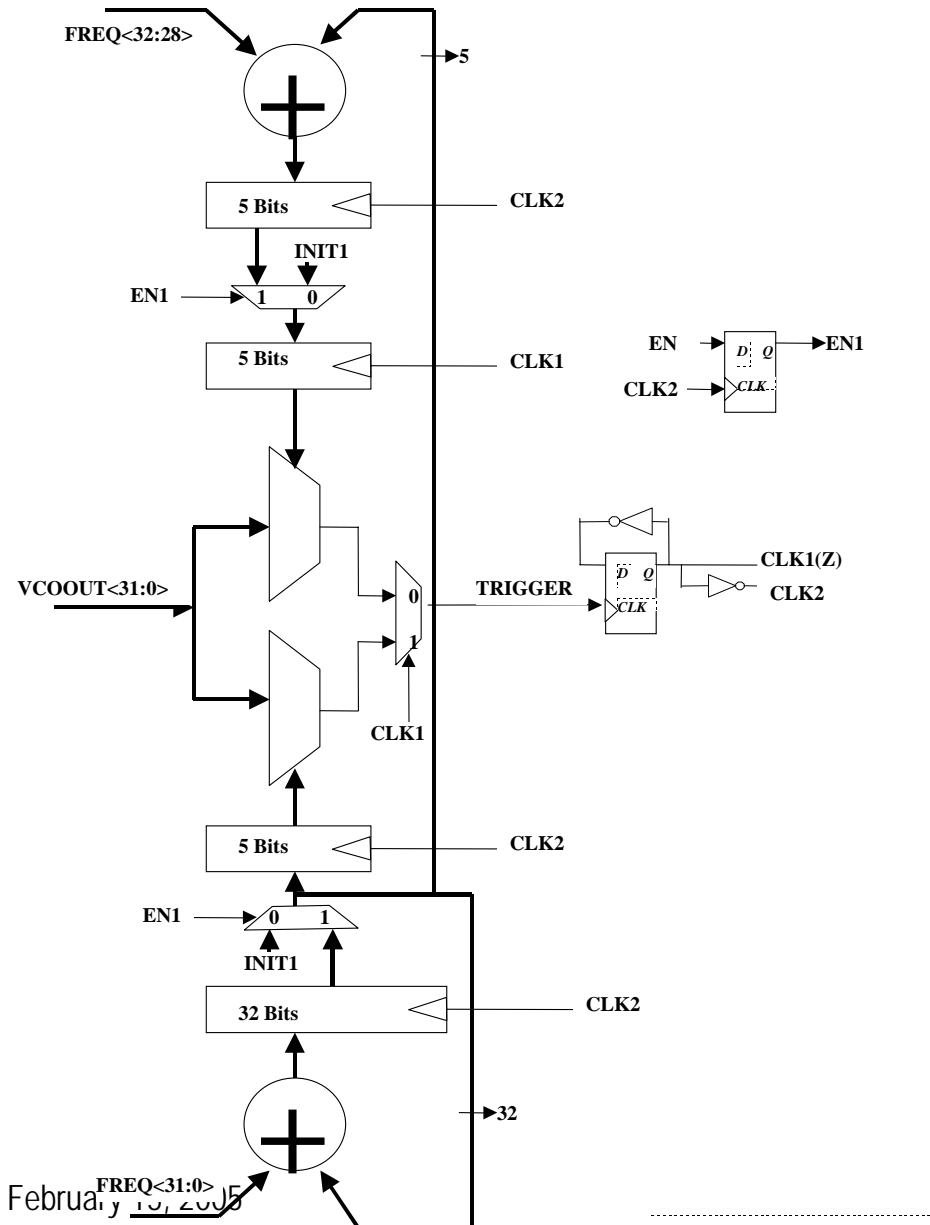 FREQ<32:28>
5
5 Bits
CLK2
INIT1
EN1
1 0
5 Bits
CLK1
EN
D Q
EN1
CLK2
CLK
VCOOUT<31:0>
0
1
TRIGGER
D Q
CLK
CLK1(Z)
CLK2
CLK1
5 Bits
CLK2
EN1
0 1
INIT1
32 Bits
CLK2
32
FREQ<31:0>